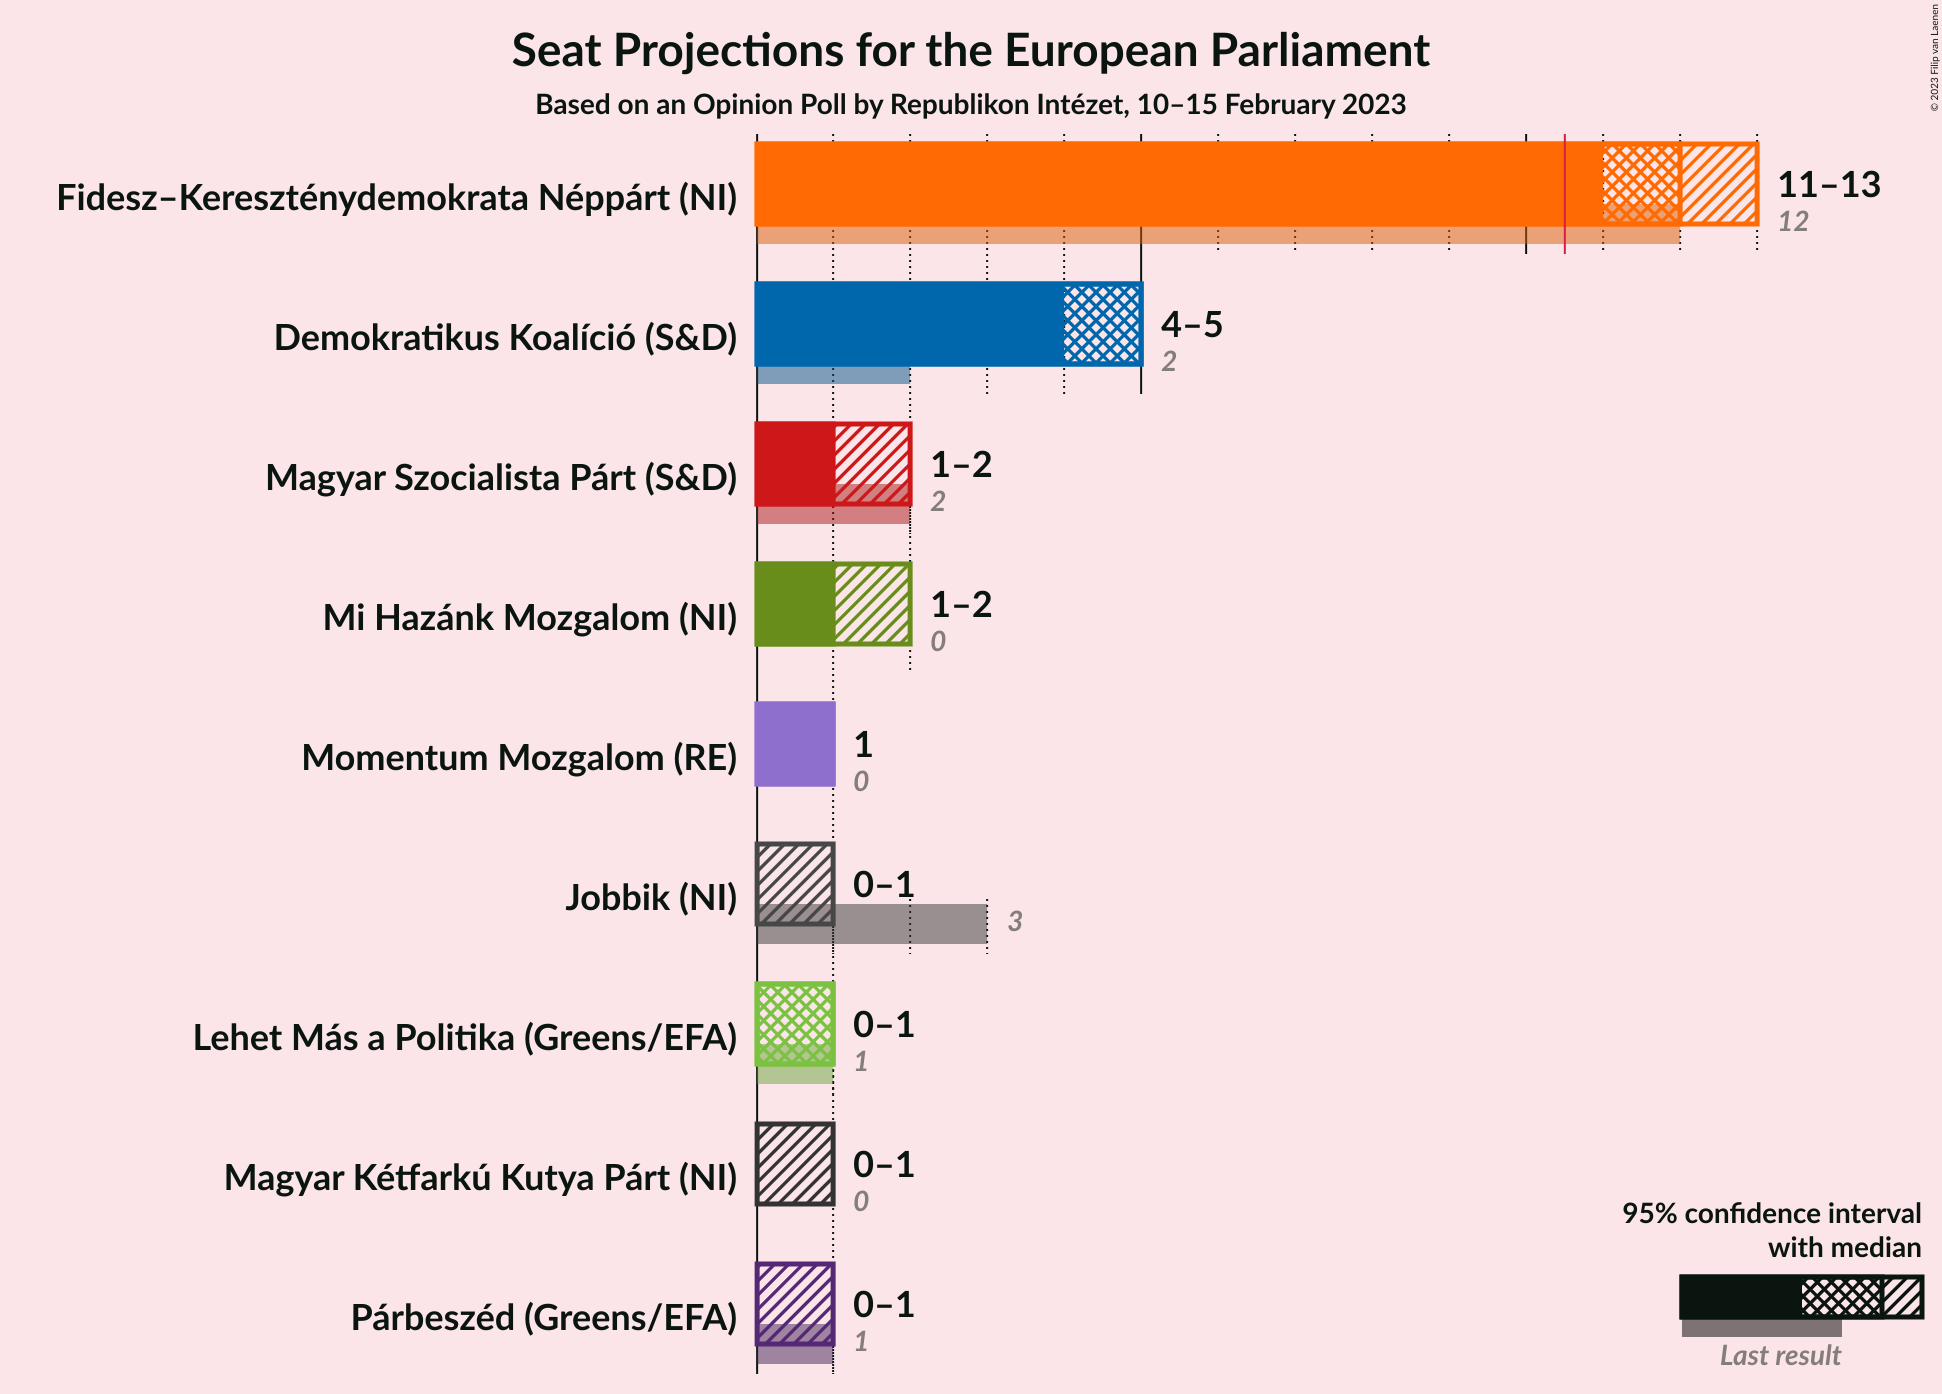 Seat Projections for the European Parliament
Based on an Opinion Poll by Republikon Intézet, 10–15 February 2023
© 2023 Filip van Laenen
Fidesz–Kereszténydemokrata Néppárt (NI)
11–13
12
Demokratikus Koalíció (S&D)
4–5
2
Magyar Szocialista Párt (S&D)
1–2
2
Mi Hazánk Mozgalom (NI)
1–2
0
Momentum Mozgalom (RE)
1
0
Jobbik (NI)
0–1
3
Lehet Más a Politika (Greens/EFA)
0–1
1
Magyar Kétfarkú Kutya Párt (NI)
0–1
0
Párbeszéd (Greens/EFA)
0–1
1
95% confidence interval
with median
Last result